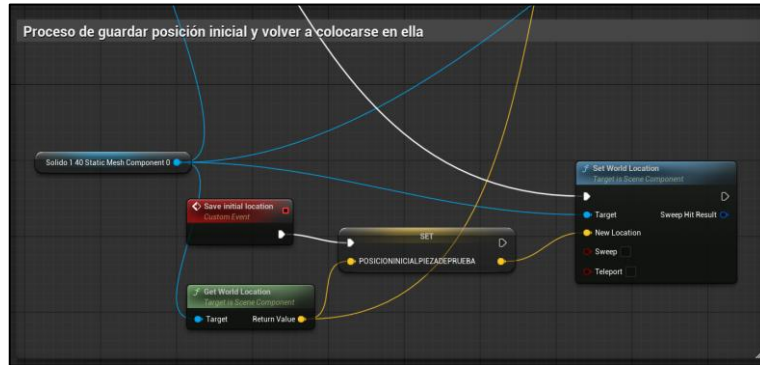 Proceso de guardar posición inicial y volver a colocarse en ella
Solido 1 40 Static Mesh Component 0
Save initial location
Custom Event
SET
POSICIONINICIALPIEZADEPRUEBA
f Get World Location
Target is Scene Component
Target Return Value
f Set World Location
Target is Scene Component
Target Sweep Hit Result
New Location
Sweep
Teleport